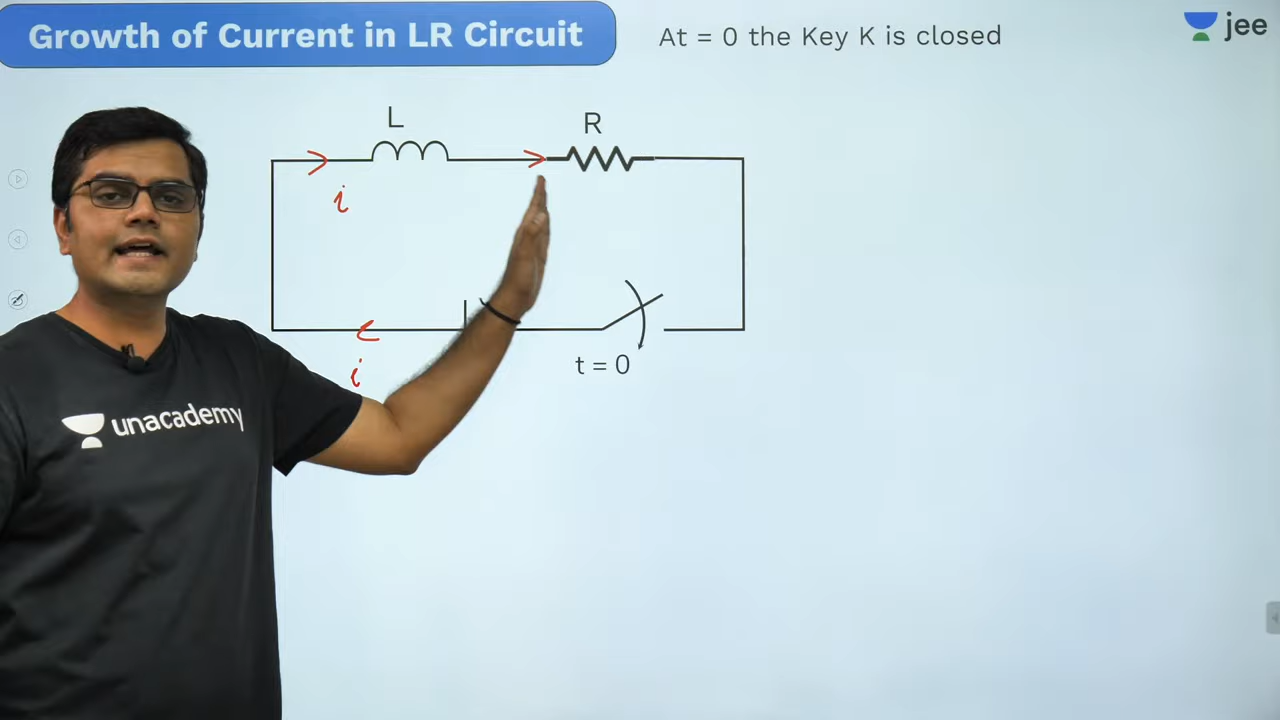 Growth of Current in LR Circuit
At = 0 the Key K is closed
jee
L
R
i
i
t = 0
unacademy